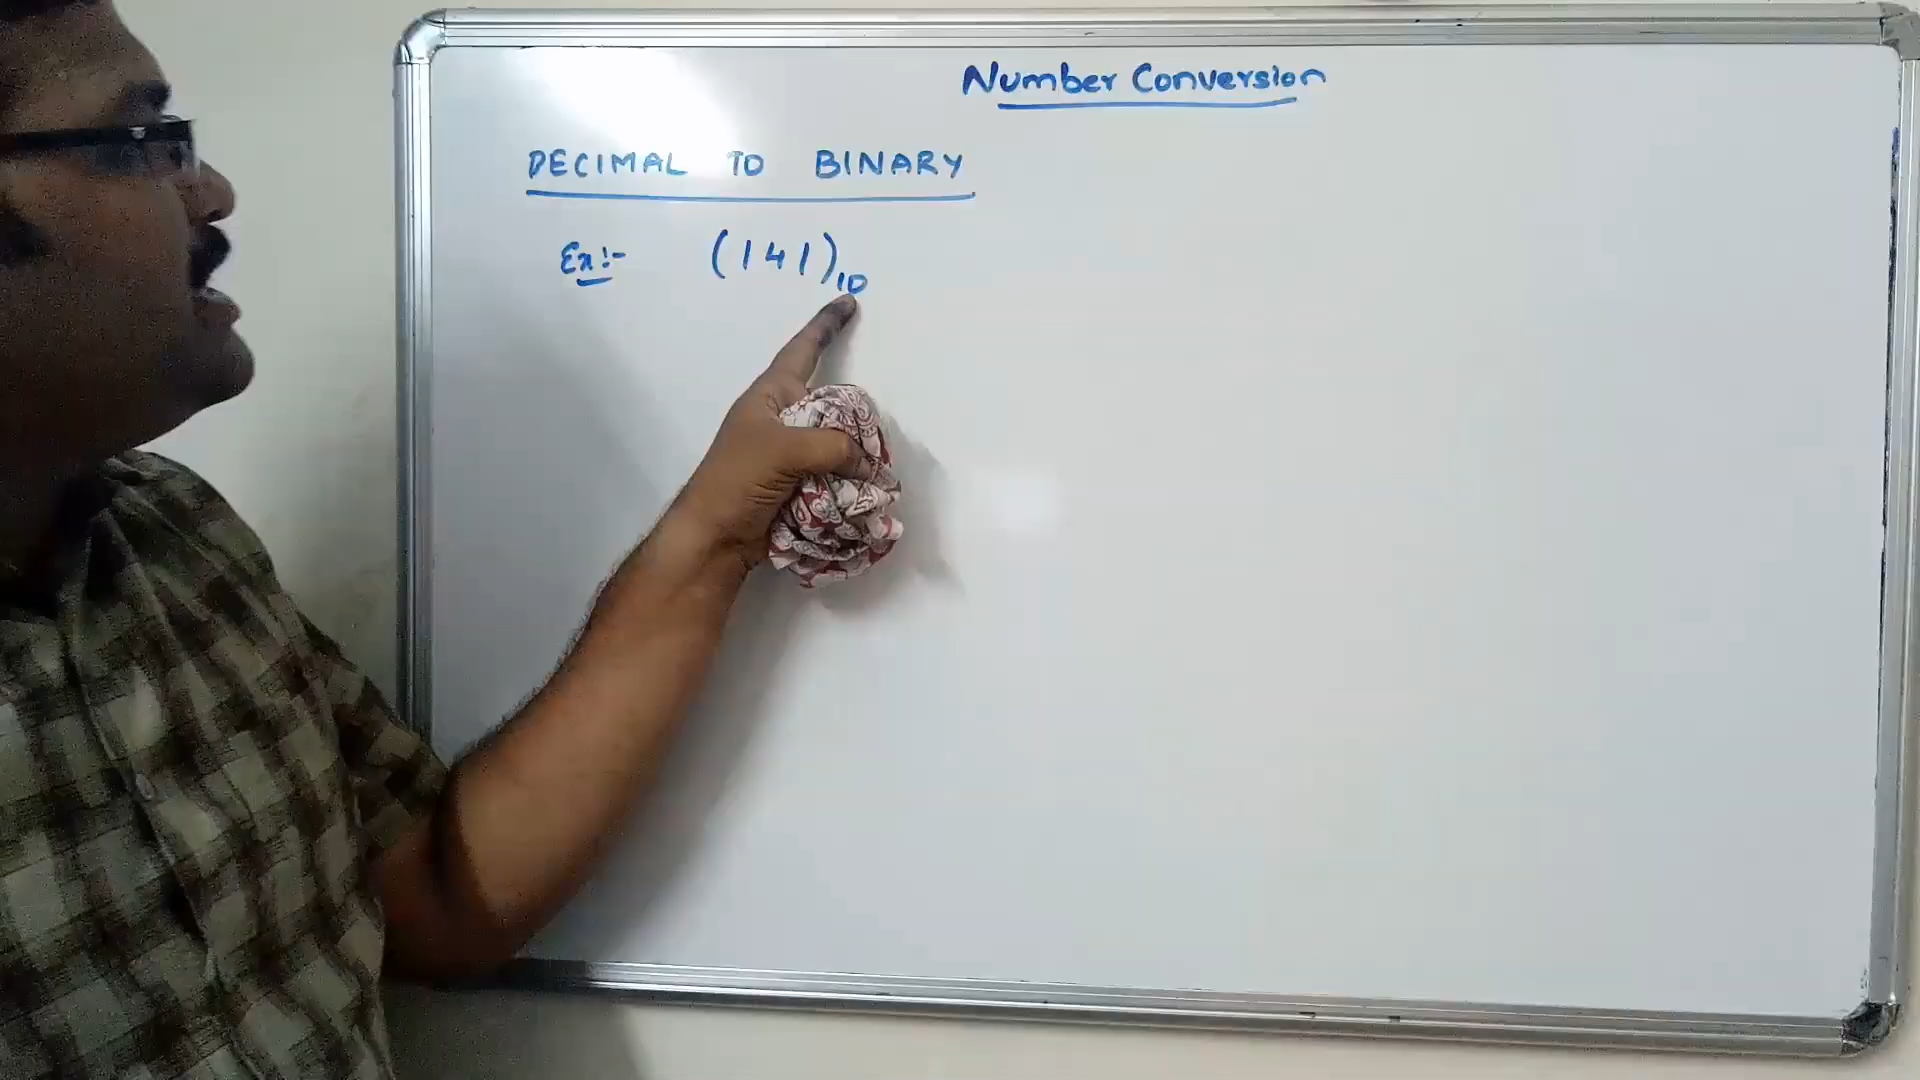 Number Conversion
DECIMAL TO BINARY
Ex:- (141)10